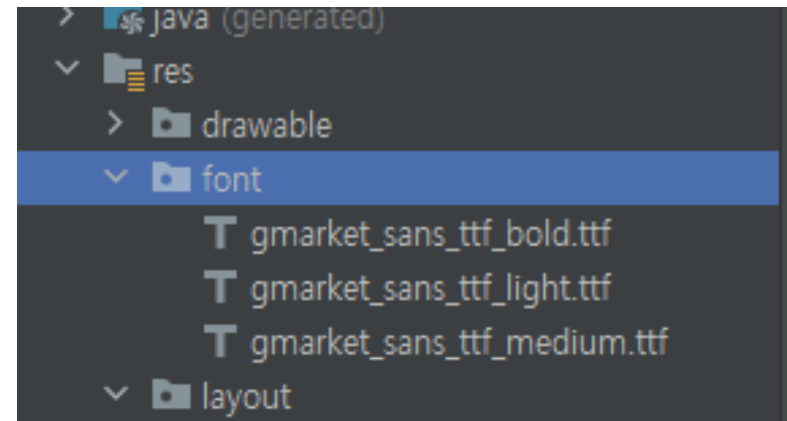 java (generated)
res
drawable
font
gmarket_sans_ttf_bold.ttf
gmarket_sans_ttf_light.ttf
gmarket_sans_ttf_medium.ttf
layout